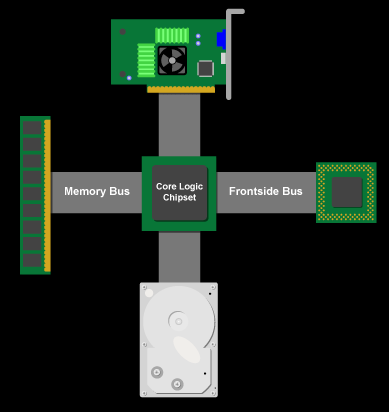 Memory Bus
Core Logic
Chipset
Frontside Bus